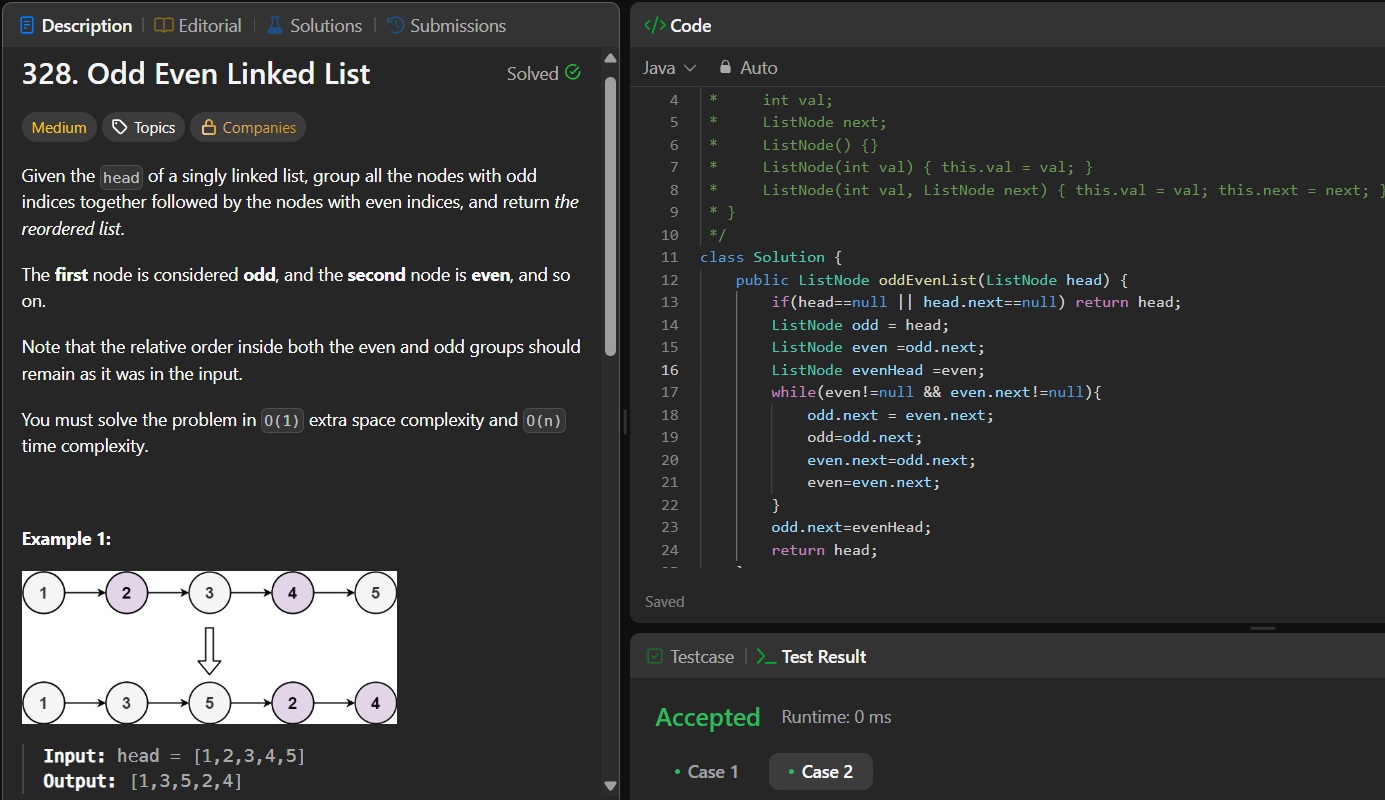 Description | Editorial | Solutions | Submissions
328. Odd Even Linked List
Solved
Medium
Topics
Companies
Given the head of a singly linked list, group all the nodes with odd
indices together followed by the nodes with even indices, and return the
reordered list.
The first node is considered odd, and the second node is even, and so
on.
Note that the relative order inside both the even and odd groups should
remain as it was in the input.
You must solve the problem in O(1) extra space complexity and O(n)
time complexity.
Example 1:
1 2 3 4 5
1 3 5 2 4
Input: head = [1,2,3,4,5]
Output: [1,3,5,2,4]
</> Code
Java
Auto
4 *     int val;
5 *     ListNode next;
6 *     ListNode() {}
7 *     ListNode(int val) { this.val = val; }
8 *     ListNode(int val, ListNode next) { this.val = val; this.next = next; }
9 * }
10 */
11 class Solution {
12     public ListNode oddEvenList(ListNode head) {
13         if(head==null || head.next==null) return head;
14         ListNode odd = head;
15         ListNode even =odd.next;
16         ListNode evenHead =even;
17         while(even!=null && even.next!=null){
18             odd.next = even.next;
19             odd=odd.next;
20             even.next=odd.next;
21             even=even.next;
22         }
23         odd.next=evenHead;
24         return head;
Saved
Testcase | >_ Test Result
Accepted
Runtime: 0 ms
• Case 1
• Case 2